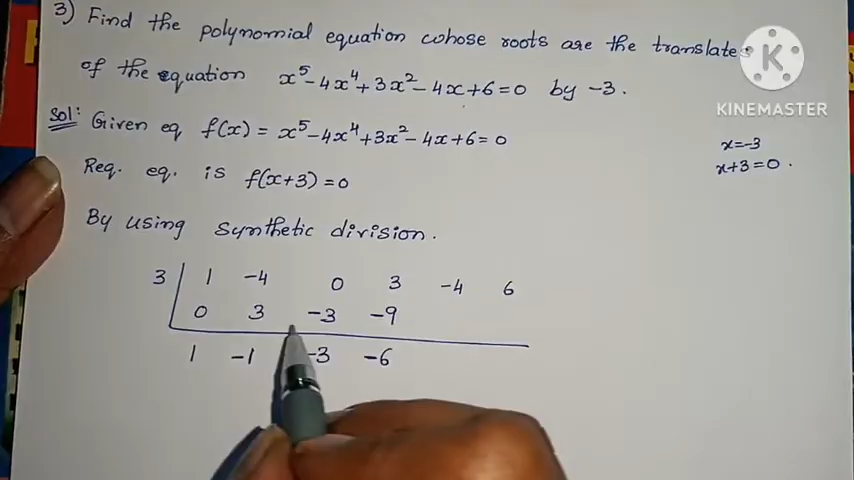 3) Find the polynomial equation whose roots are the translates
of the equation x⁵-4x⁴+3x²-4x+6=0 by -3.
K
KINEMASTER
Sol: Given eq f(x) = x⁵-4x⁴+3x²-4x+6=0
x=-3
x+3=0.
Req. eq. is f(x+3)=0
By using synthetic division.
3 | 1 -4 0 3 -4 6
0 3 -3 -9
1 -1 -3 -6